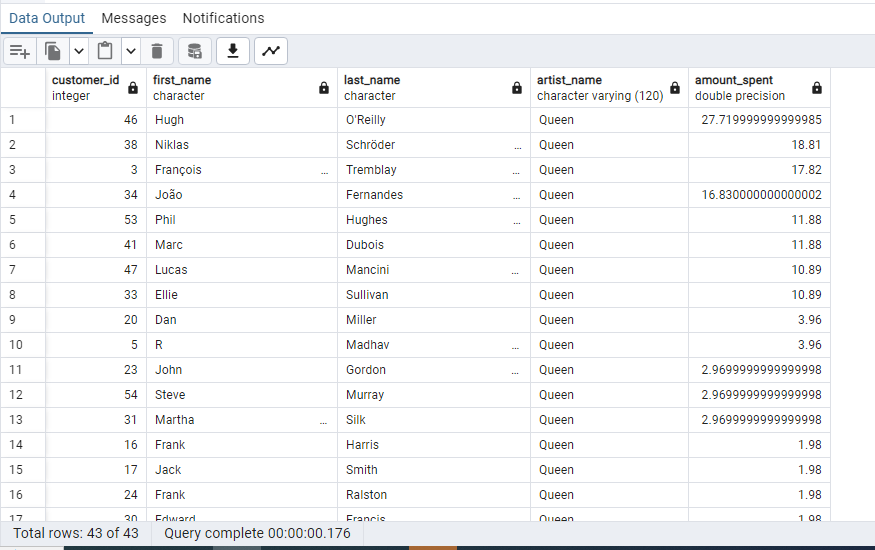 Data Output Messages Notifications
customer_id first_name last_name artist_name amount_spent
integer character character character varying (120) double precision
1 46 Hugh O'Reilly Queen 27.719999999999985
2 38 Niklas Schröder ... Queen 18.81
3 3 François ... Tremblay ... Queen 17.82
4 34 João Fernandes ... Queen 16.830000000000002
5 53 Phil Hughes ... Queen 11.88
6 41 Marc Dubois Queen 11.88
7 47 Lucas Mancini ... Queen 10.89
8 33 Ellie Sullivan Queen 10.89
9 20 Dan Miller Queen 3.96
10 5 R Madhav ... Queen 3.96
11 23 John Gordon ... Queen 2.9699999999999998
12 54 Steve Murray Queen 2.9699999999999998
13 31 Martha ... Silk Queen 2.9699999999999998
14 16 Frank Harris Queen 1.98
15 17 Jack Smith Queen 1.98
16 24 Frank Ralston Queen 1.98
17 30 Edward Francis Queen 1.98
Total rows: 43 of 43 Query complete 00:00:00.176